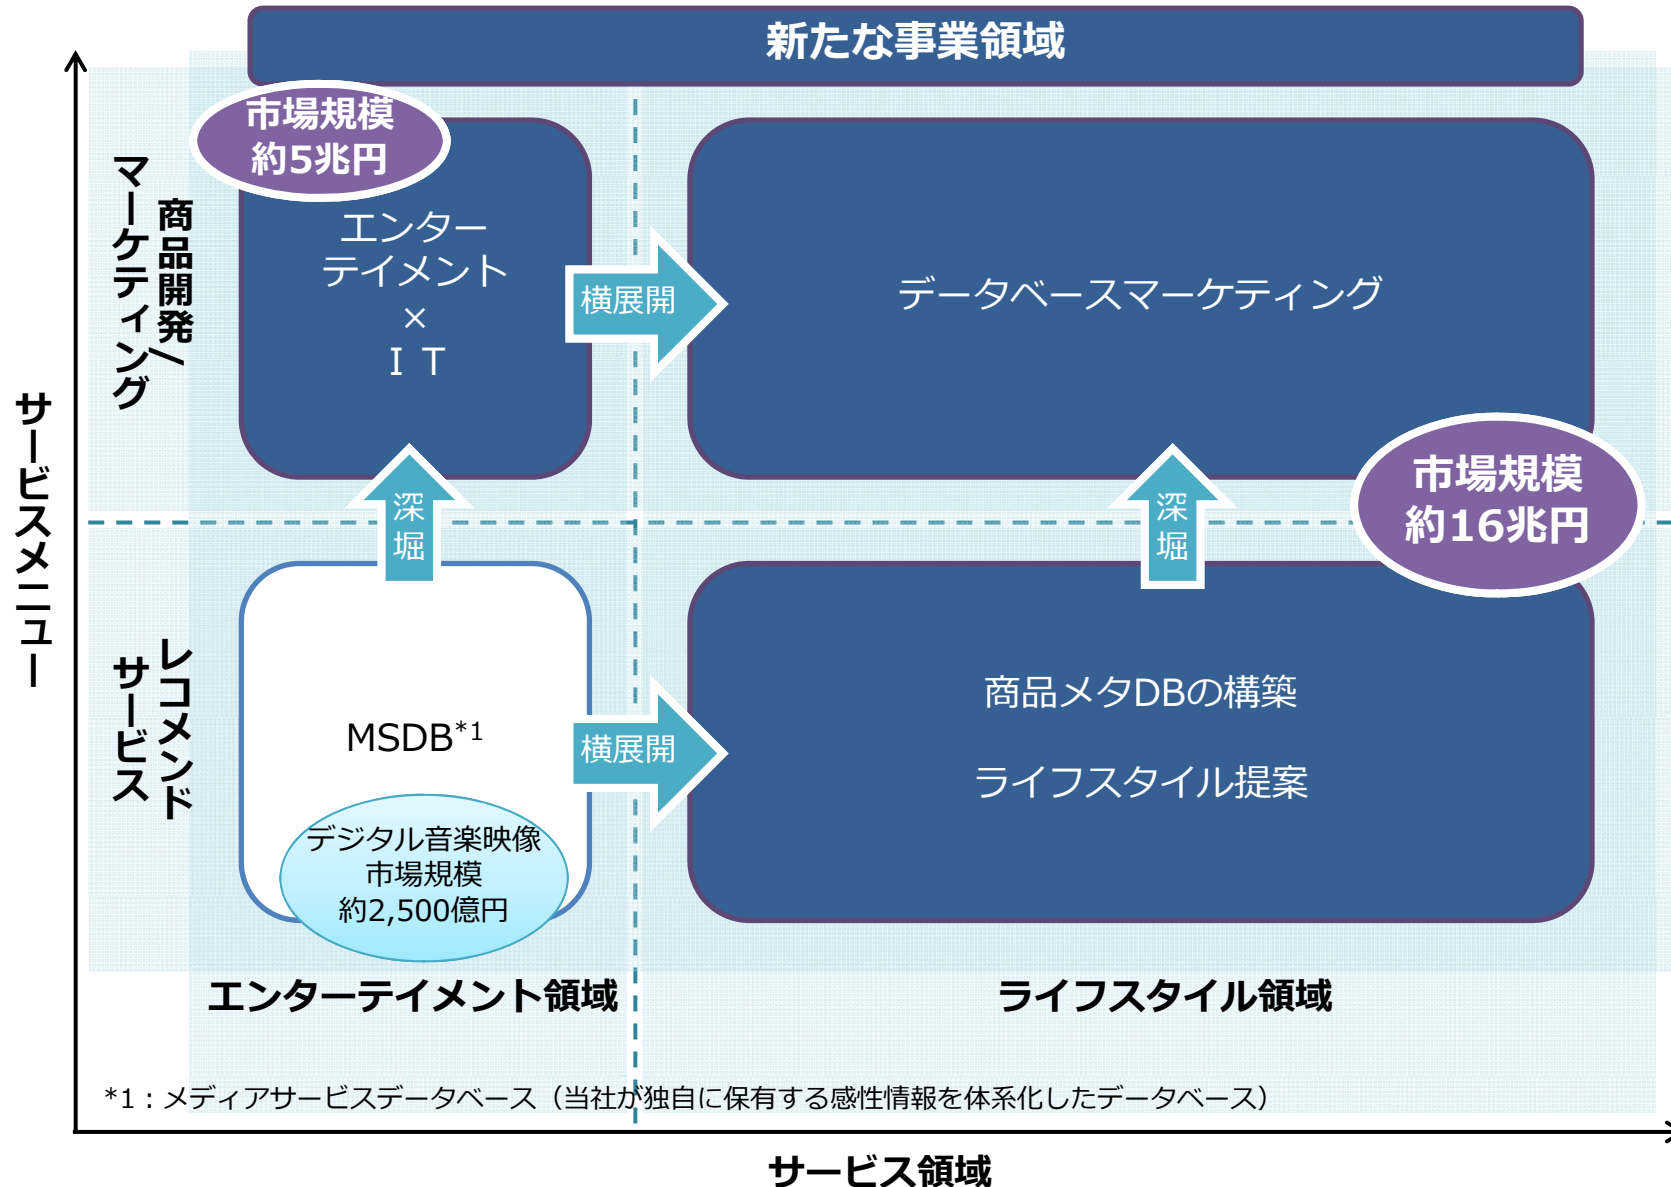 新たな事業領域
市場規模
約5兆円
エンター
テイメント
×
ＩＴ
横展開
データベースマーケティング
市場規模
約16兆円
深
堀
深
堀
MSDB*1
デジタル音楽映像
市場規模
約2,500億円
横展開
商品メタDBの構築
ライフスタイル提案
サービスメニュー
商品開発/
マーケティング
レコメンド
サービス
エンターテイメント領域
ライフスタイル領域
*1：メディアサービスデータベース（当社が独自に保有する感性情報を体系化したデータベース）
サービス領域